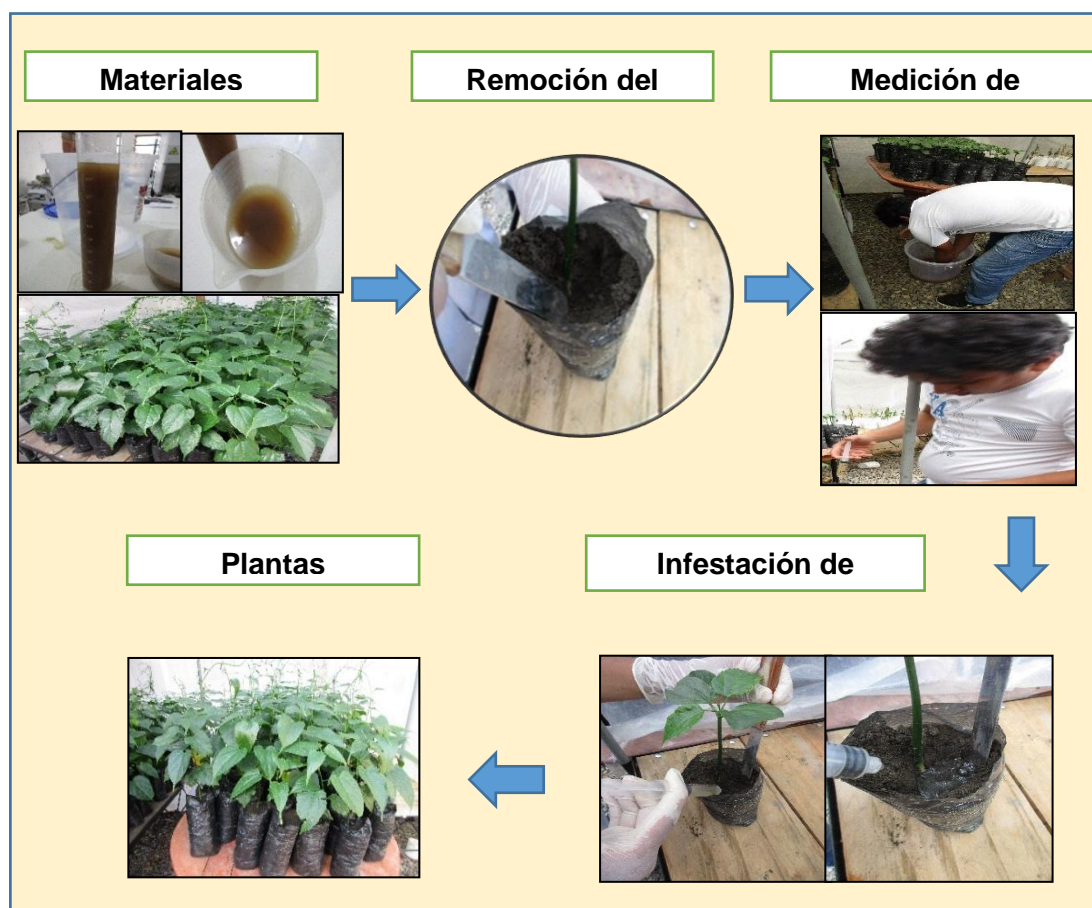 Materiales
Remoción del
Medición de
Infestación de
Plantas